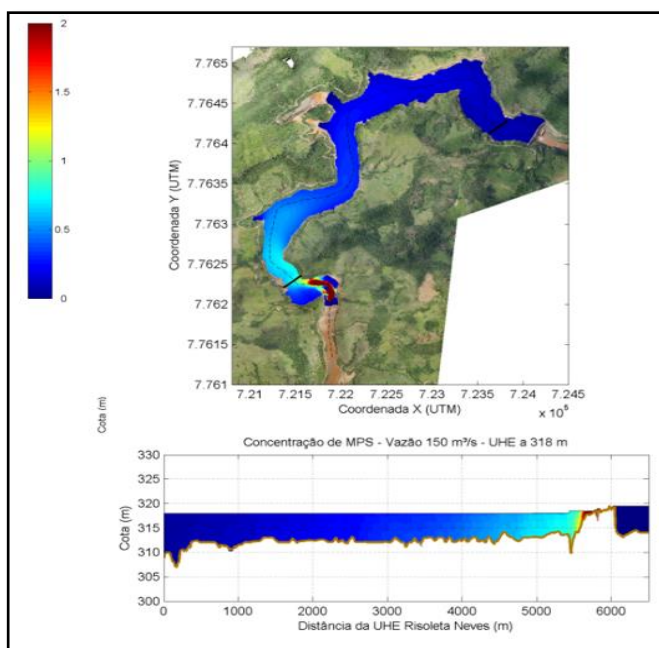 2
1.5
1
0.5
0
Coordenada Y (UTM)
7.765
7.7645
7.764
7.7635
7.763
7.7625
7.762
7.7615
7.761
7.21 7.215 7.22 7.225 7.23 7.235 7.24 7.245
Coordenada X (UTM)
Cota (m)
Concentração de MPS - Vazão 150 m³/s - UHE a 318 m
Cota (m)
330
325
320
315
310
305
300
0 1000 2000 3000 4000 5000 6000
Distância da UHE Risoleta Neves (m)